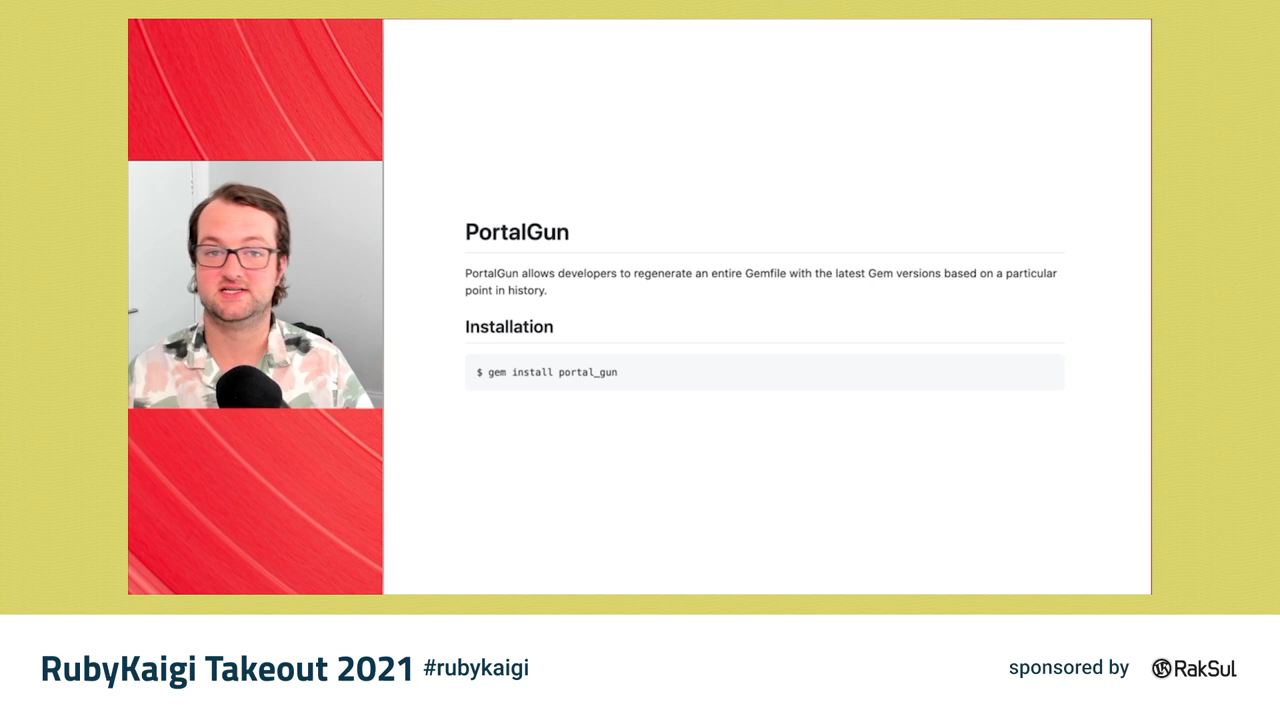 PortalGun
PortalGun allows developers to regenerate an entire Gemfile with the latest Gem versions based on a particular
point in history.
Installation
$ gem install portal_gun
RubyKaigi Takeout 2021 #rubykaigi
sponsored by RakSul